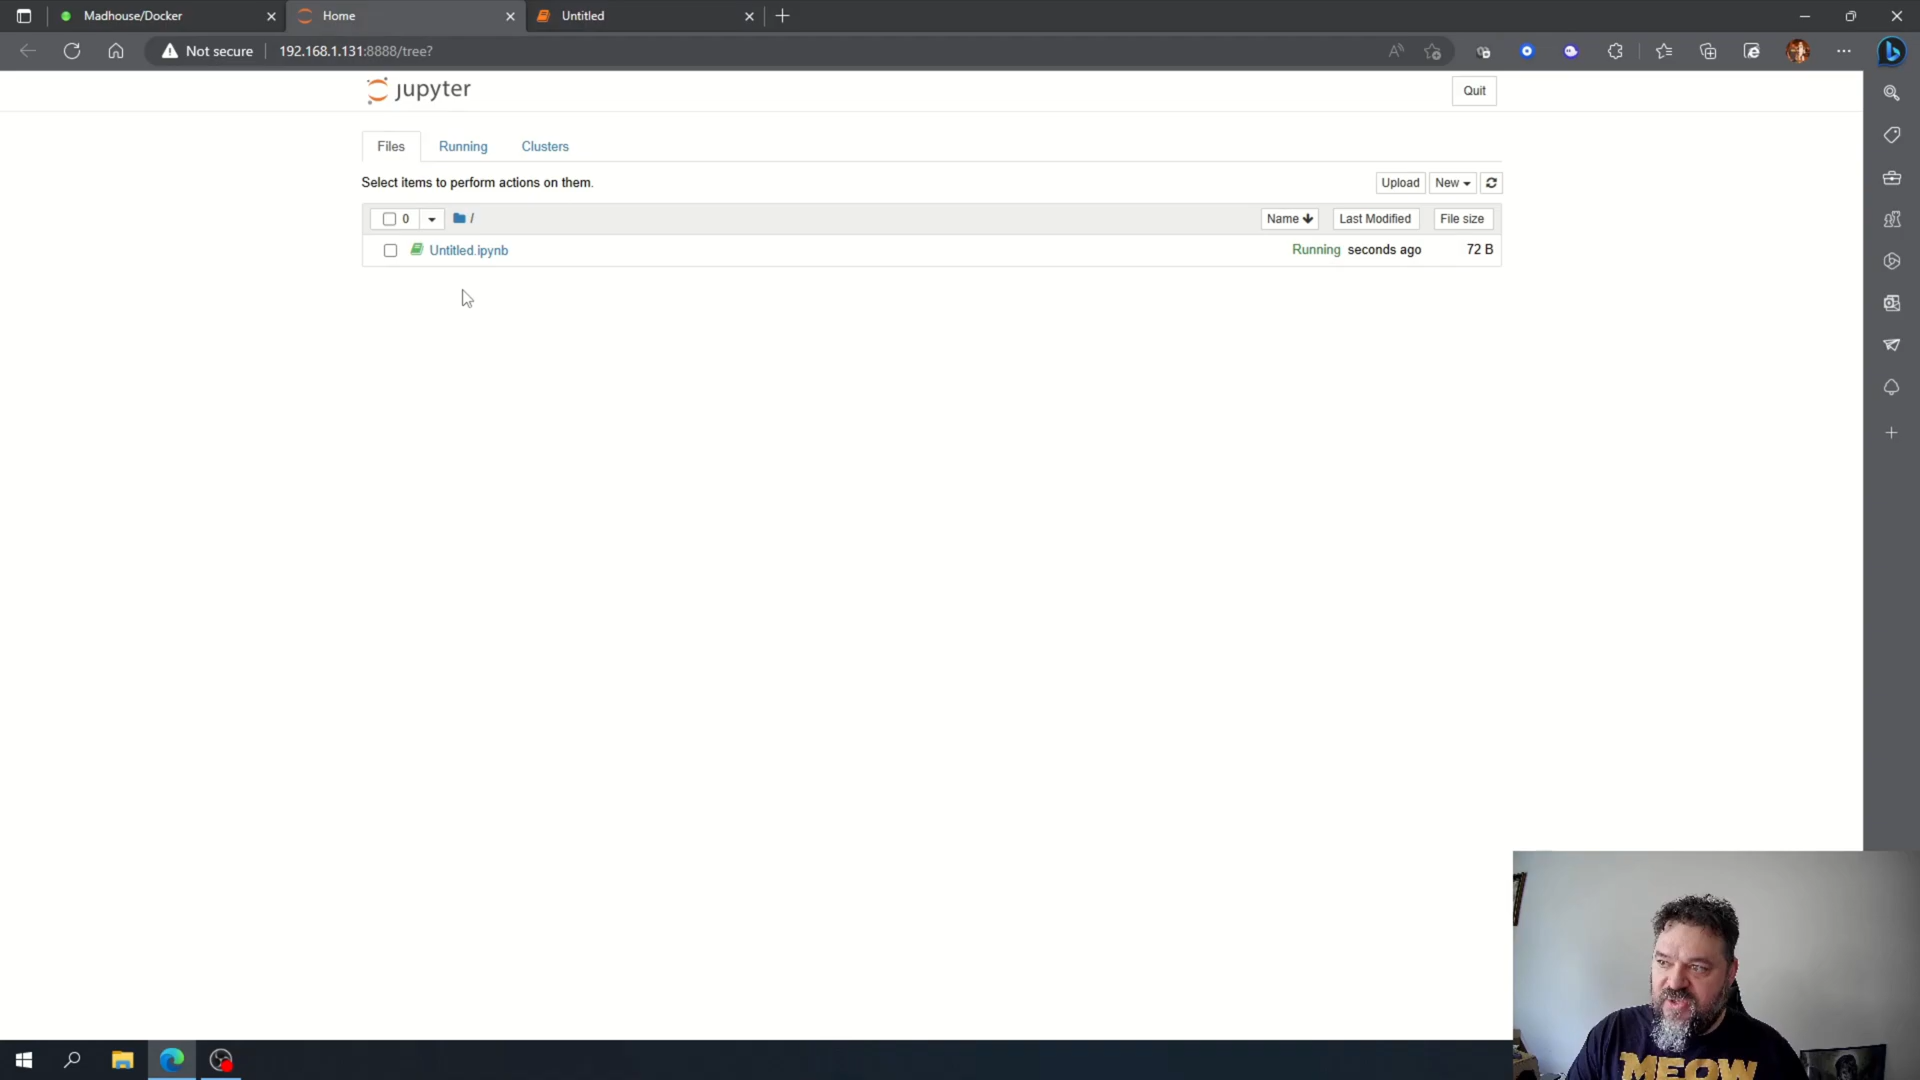 Madhouse/Docker
Home
Untitled
Not secure
192.168.1.131:8888/tree?
jupyter
Quit
Files
Running
Clusters
Select items to perform actions on them.
Upload
New
0
/
Name
Last Modified
File size
Untitled.ipynb
Running
seconds ago
72 B
MEOW